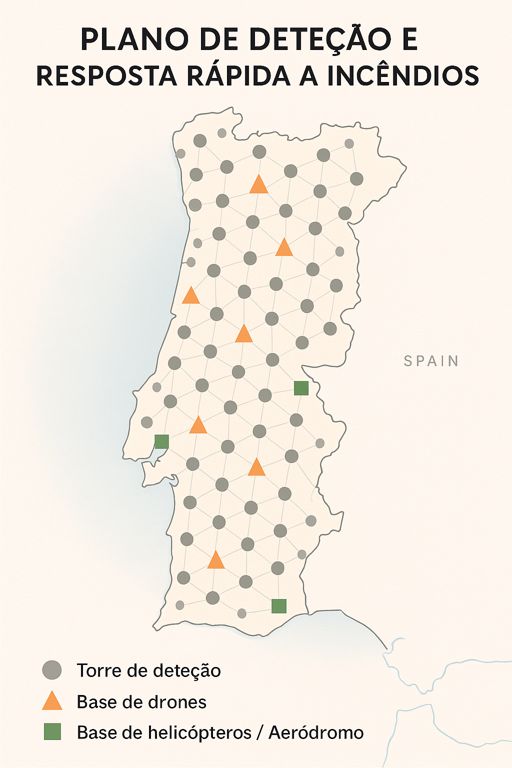 PLANO DE DETEÇÃO E
RESPOSTA RÁPIDA A INCÊNDIOS
SPAIN
Torre de deteção
Base de drones
Base de helicópteros / Aeródromo